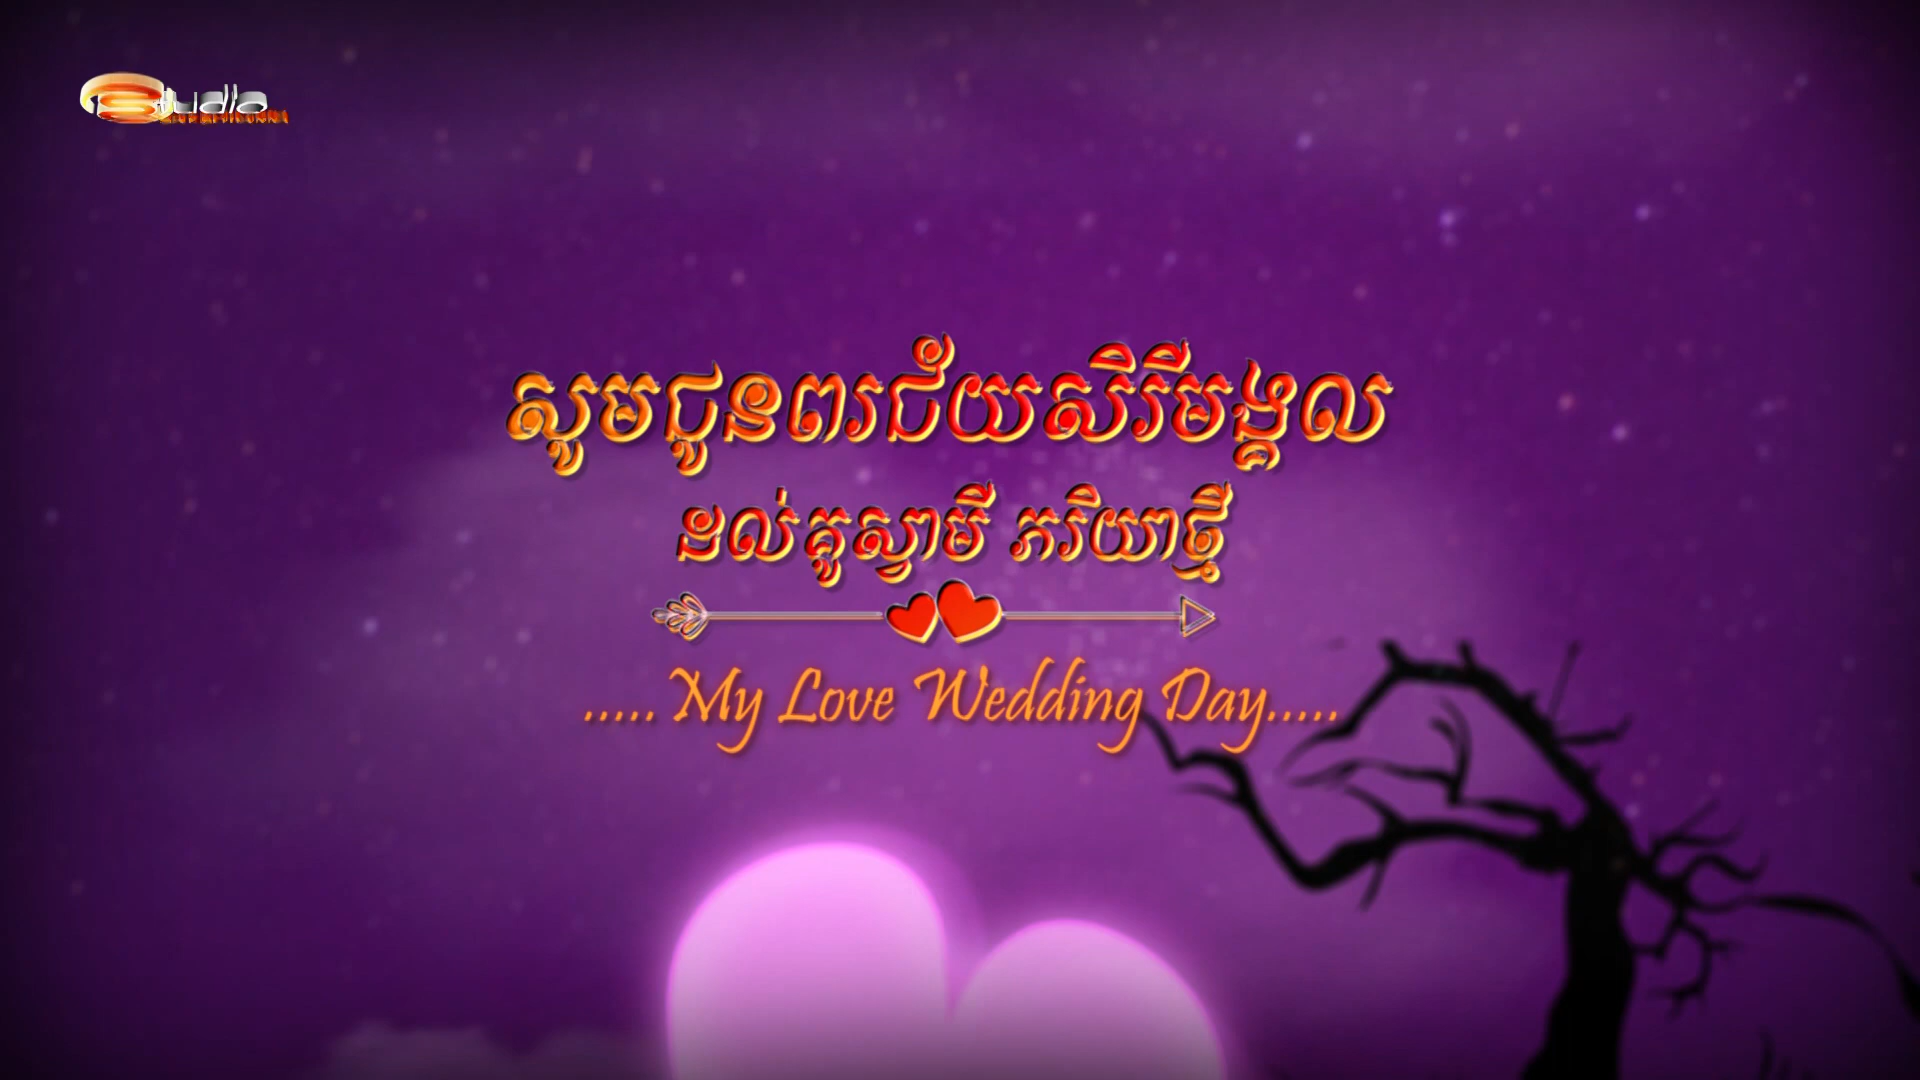 Studio
សូមជូនពរជ័យសិរីមង្គល
ដល់គូស្វាមី ភរិយាថ្មី
..... My Love Wedding Day.....